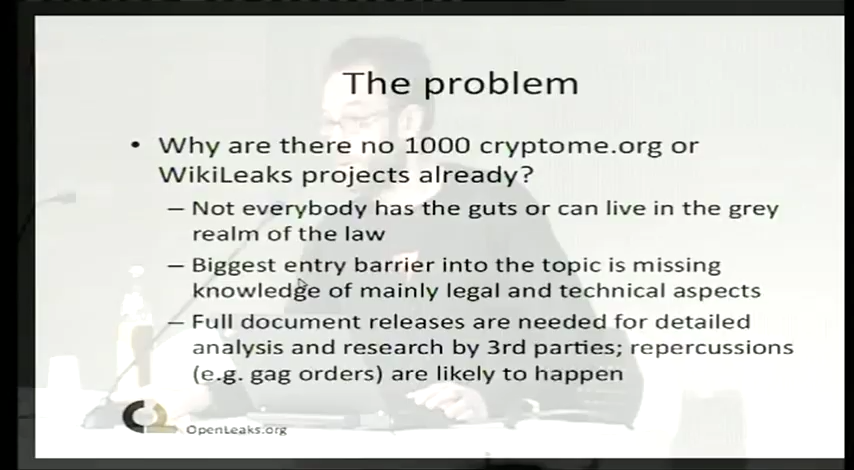 The problem
• Why are there no 1000 cryptome.org or
WikiLeaks projects already?
– Not everybody has the guts or can live in the grey
realm of the law
– Biggest entry barrier into the topic is missing
knowledge of mainly legal and technical aspects
– Full document releases are needed for detailed
analysis and research by 3rd parties; repercussions
(e.g. gag orders) are likely to happen
OpenLeaks.org